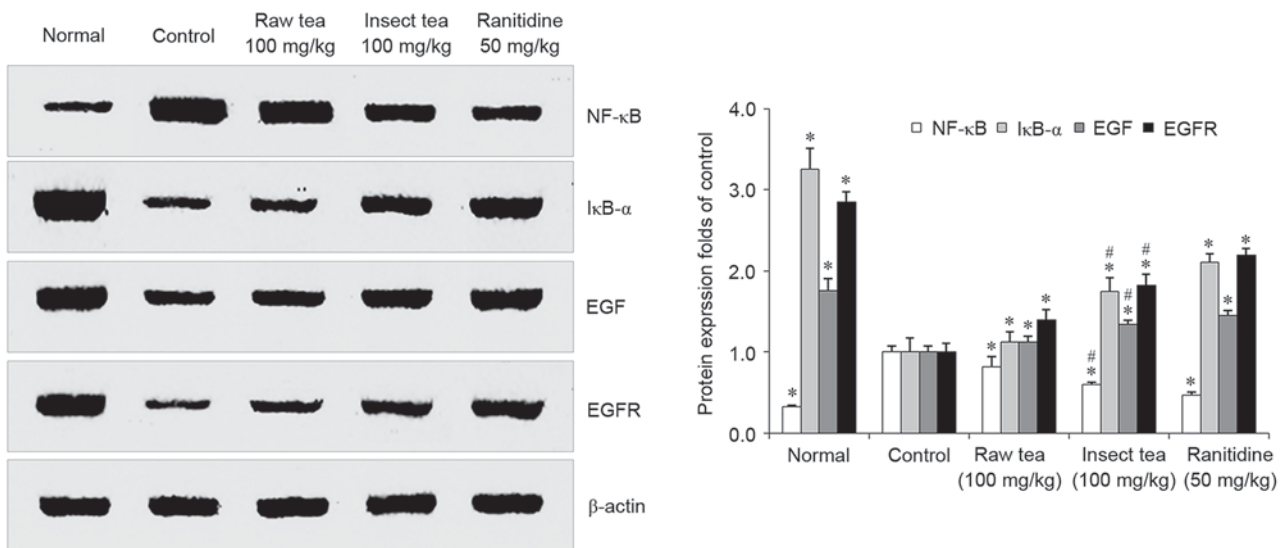 Normal
Control
Raw tea
100 mg/kg
Insect tea
100 mg/kg
Ranitidine
50 mg/kg
NF-κB
IκB-α
EGF
EGFR
β-actin
Protein exprssion folds of control
4.0
3.0
2.0
1.0
0.0
NF-κB IκB-α EGF EGFR
*
*
*
*
*
*
*
*
#
*
#
*
#
*
#
*
*
*
*
*
Normal
Control
Raw tea
(100 mg/kg)
Insect tea
(100 mg/kg)
Ranitidine
(50 mg/kg)